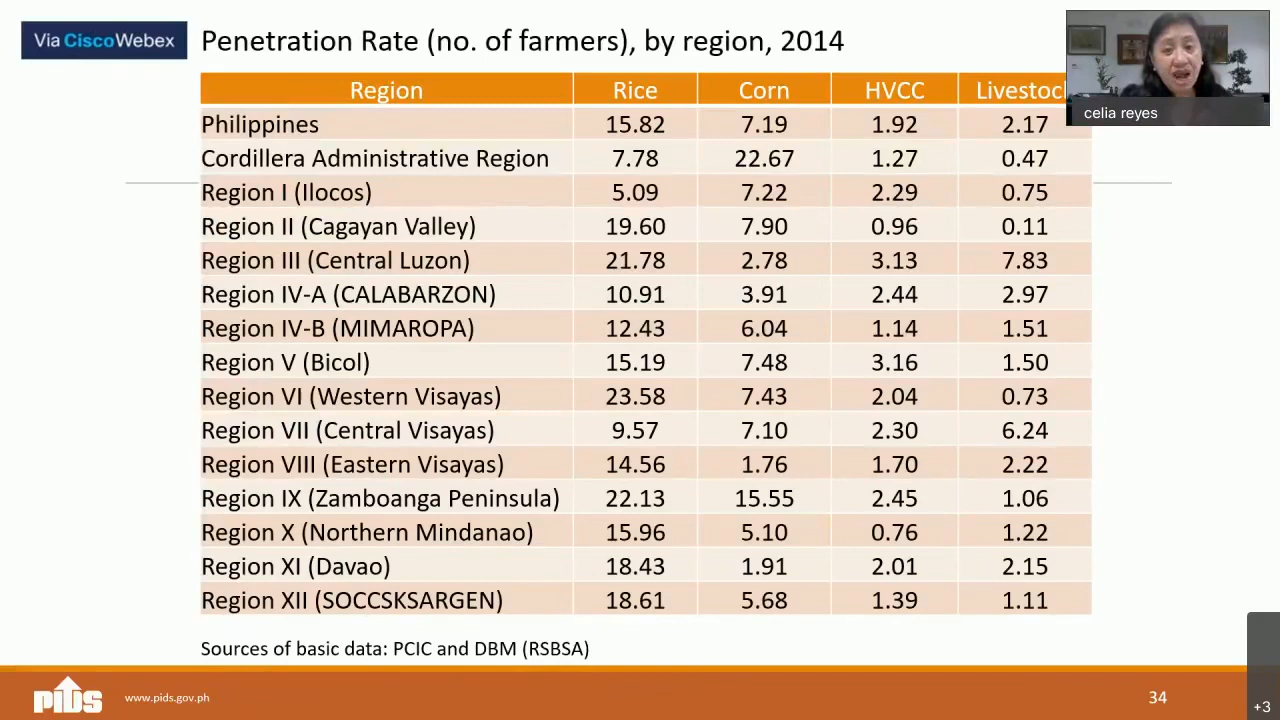 Via Cisco Webex
Penetration Rate (no. of farmers), by region, 2014
celia reyes
Region Rice Corn HVCC Livestoc
Philippines 15.82 7.19 1.92 2.17
Cordillera Administrative Region 7.78 22.67 1.27 0.47
Region I (Ilocos) 5.09 7.22 2.29 0.75
Region II (Cagayan Valley) 19.60 7.90 0.96 0.11
Region III (Central Luzon) 21.78 2.78 3.13 7.83
Region IV-A (CALABARZON) 10.91 3.91 2.44 2.97
Region IV-B (MIMAROPA) 12.43 6.04 1.14 1.51
Region V (Bicol) 15.19 7.48 3.16 1.50
Region VI (Western Visayas) 23.58 7.43 2.04 0.73
Region VII (Central Visayas) 9.57 7.10 2.30 6.24
Region VIII (Eastern Visayas) 14.56 1.76 1.70 2.22
Region IX (Zamboanga Peninsula) 22.13 15.55 2.45 1.06
Region X (Northern Mindanao) 15.96 5.10 0.76 1.22
Region XI (Davao) 18.43 1.91 2.01 2.15
Region XII (SOCCSKSARGEN) 18.61 5.68 1.39 1.11
Sources of basic data: PCIC and DBM (RSBSA)
PIDS www.pids.gov.ph 34
+3